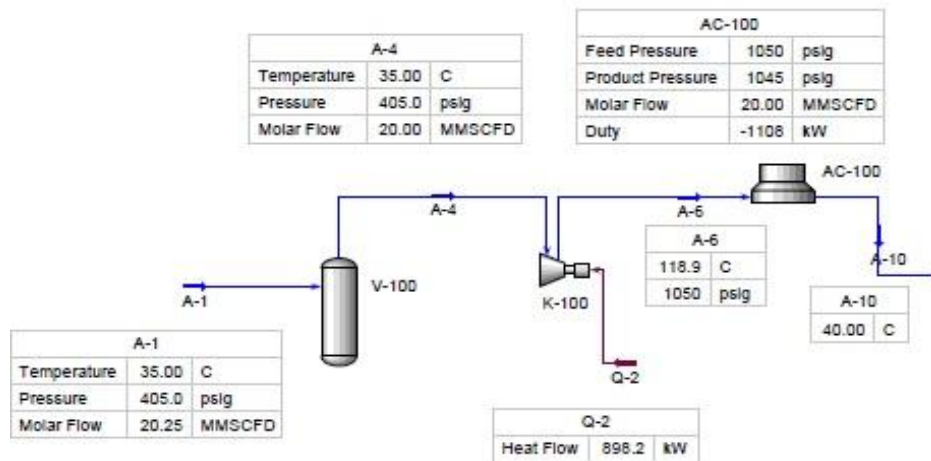 A-4
Temperature 35.00 C
Pressure 405.0 psig
Molar Flow 20.00 MMSCFD
AC-100
Feed Pressure 1050 psig
Product Pressure 1045 psig
Molar Flow 20.00 MMSCFD
Duty -1108 kW
AC-100
A-4
A-6
A-6
118.9 C
1050 psig
A-10
A-10
40.00 C
A-1
V-100
K-100
A-1
Temperature 35.00 C
Pressure 405.0 psig
Molar Flow 20.25 MMSCFD
Q-2
Q-2
Heat Flow 898.2 kW